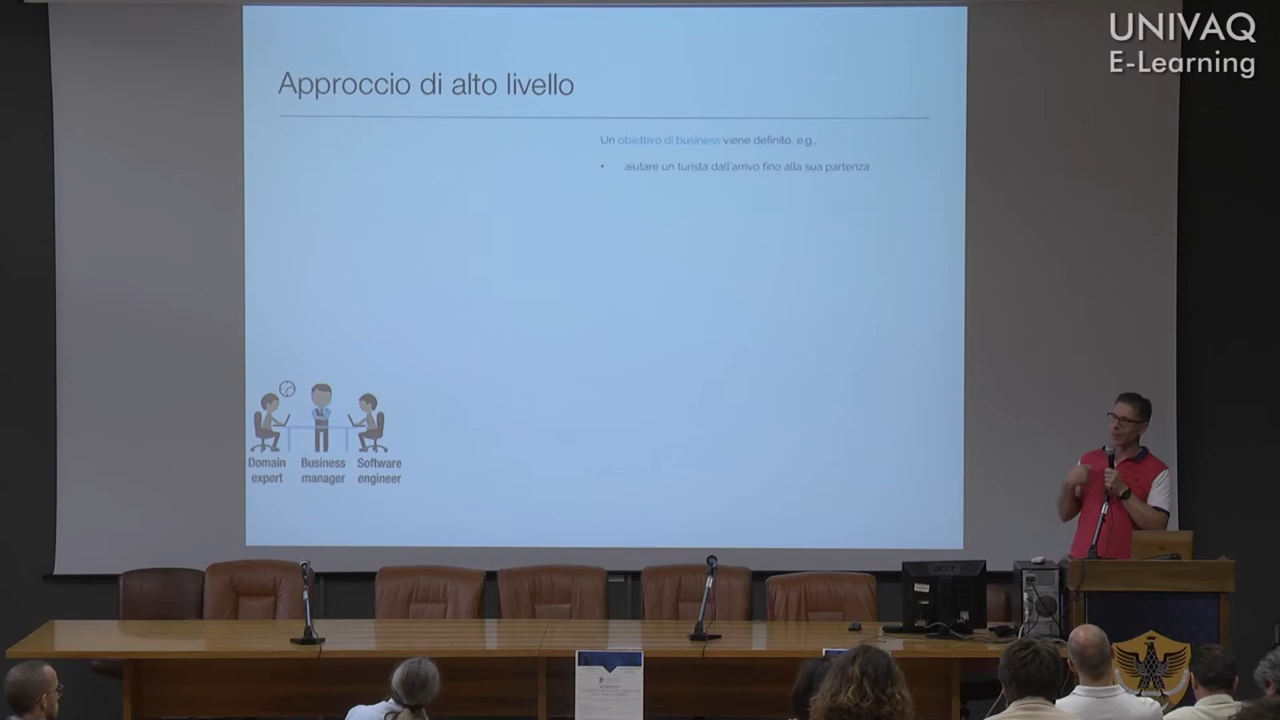 UNIVAQ
E-Learning
Approccio di alto livello
Un obiettivo di business viene definito, e.g.,
• aiutare un turista dall'arrivo fino alla sua partenza
Domain expert
Business manager
Software engineer
acer